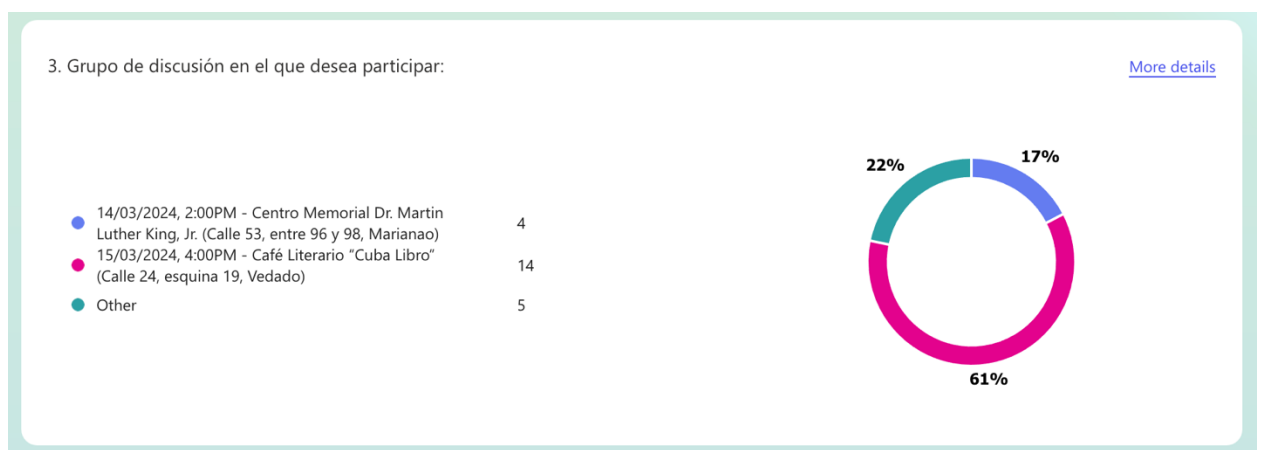 3. Grupo de discusión en el que desea participar:
More details
14/03/2024, 2:00PM - Centro Memorial Dr. Martin
Luther King, Jr. (Calle 53, entre 96 y 98, Marianao)
4
15/03/2024, 4:00PM - Café Literario “Cuba Libro”
(Calle 24, esquina 19, Vedado)
14
Other
5
22%
17%
61%